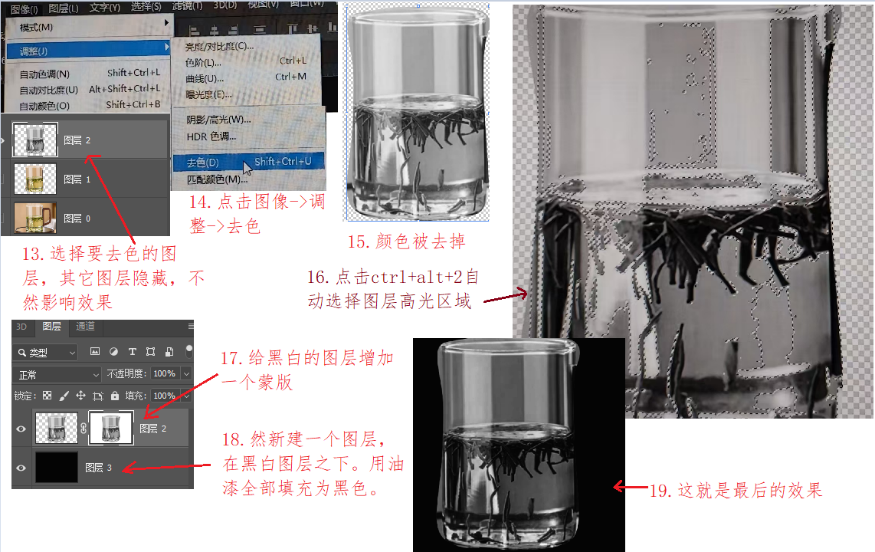 图像(I) 图层(L) 文字(Y) 选择(S) 滤镜(T) 3D(D) 视图(V) 窗口(W)
模式(M)
调整(J)
自动色调(N) Shift+Ctrl+L
自动对比度(U) Alt+Shift+Ctrl+L
自动颜色(O) Shift+Ctrl+B
亮度/对比度(C)...
色阶(L)... Ctrl+L
曲线(U)... Ctrl+M
曝光度(E)...
阴影/高光(W)...
HDR 色调...
去色(D) Shift+Ctrl+U
匹配颜色(M)...
图层 2
图层 1
图层 0
13.选择要去色的图
层,其它图层隐藏,不
然影响效果
14.点击图像->调
整->去色
15.颜色被去掉
16.点击ctrl+alt+2自
动选择图层高光区域
3D 图层 通道
类型
正常 不透明度: 100%
锁定: 填充: 100%
图层 2
图层 3
17.给黑白的图层增加
一个蒙版
18.然新建一个图层,
在黑白图层之下。用油
漆全部填充为黑色。
19.这就是最后的效果